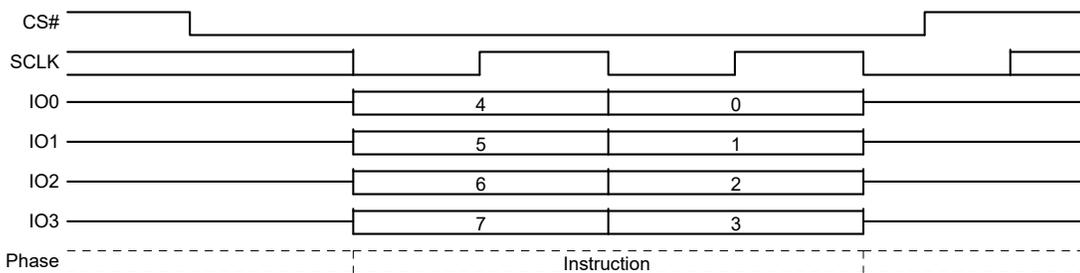 CS#
SCLK
IO0 4 0
IO1 5 1
IO2 6 2
IO3 7 3
Phase Instruction